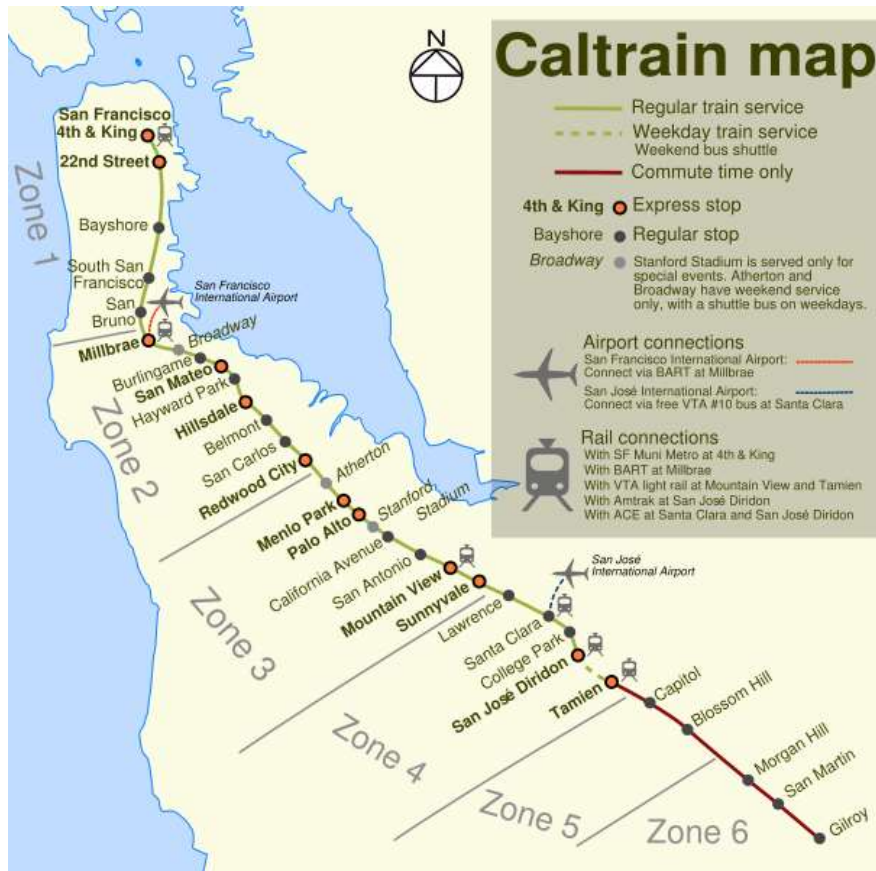 Caltrain map
N
Regular train service
Weekday train service
Weekend bus shuttle
Commute time only
4th & King Express stop
Bayshore Regular stop
Broadway Stanford Stadium is served only for
special events. Atherton and
Broadway have weekend service
only, with a shuttle bus on weekdays.
Airport connections
San Francisco International Airport:
Connect via BART at Millbrae
San José International Airport:
Connect via free VTA #10 bus at Santa Clara
Rail connections
With SF Muni Metro at 4th & King
With BART at Millbrae
With VTA light rail at Mountain View and Tamien
With Amtrak at San José Diridon
With ACE at Santa Clara and San José Diridon
San Francisco
4th & King
22nd Street
Zone 1
Bayshore
South San
Francisco
San Francisco
International Airport
San
Bruno
Millbrae
Broadway
Burlingame
San Mateo
Hayward Park
Zone 2
Hillsdale
Belmont
San Carlos
Redwood City
Atherton
Menlo Park
Palo Alto
Stanford
Stadium
California Avenue
San Antonio
Mountain View
Sunnyvale
Zone 3
San José
International Airport
Lawrence
Santa Clara
College Park
San José Diridon
Tamien
Zone 4
Capitol
Blossom Hill
Zone 5
Morgan Hill
San Martin
Gilroy
Zone 6